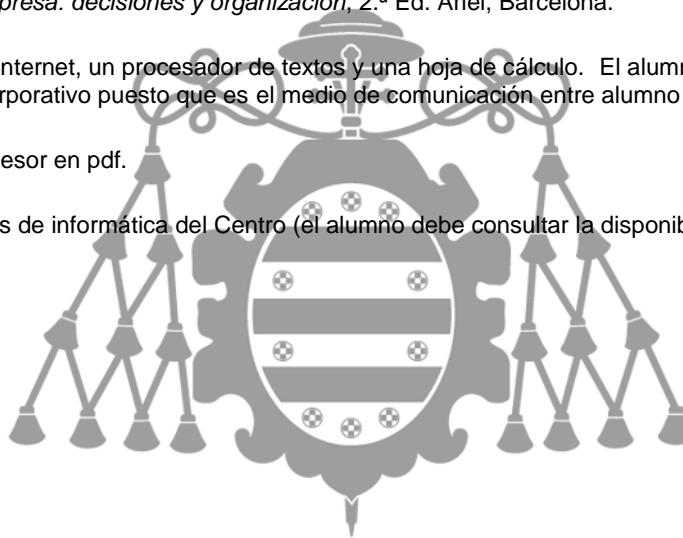 presa: decisiones y organización, 2.ª Ed. Ariel, Barcelona.
nternet, un procesador de textos y una hoja de cálculo. El alumn
rporativo puesto que es el medio de comunicación entre alumno
esor en pdf.
s de informática del Centro (el alumno debe consultar la disponib